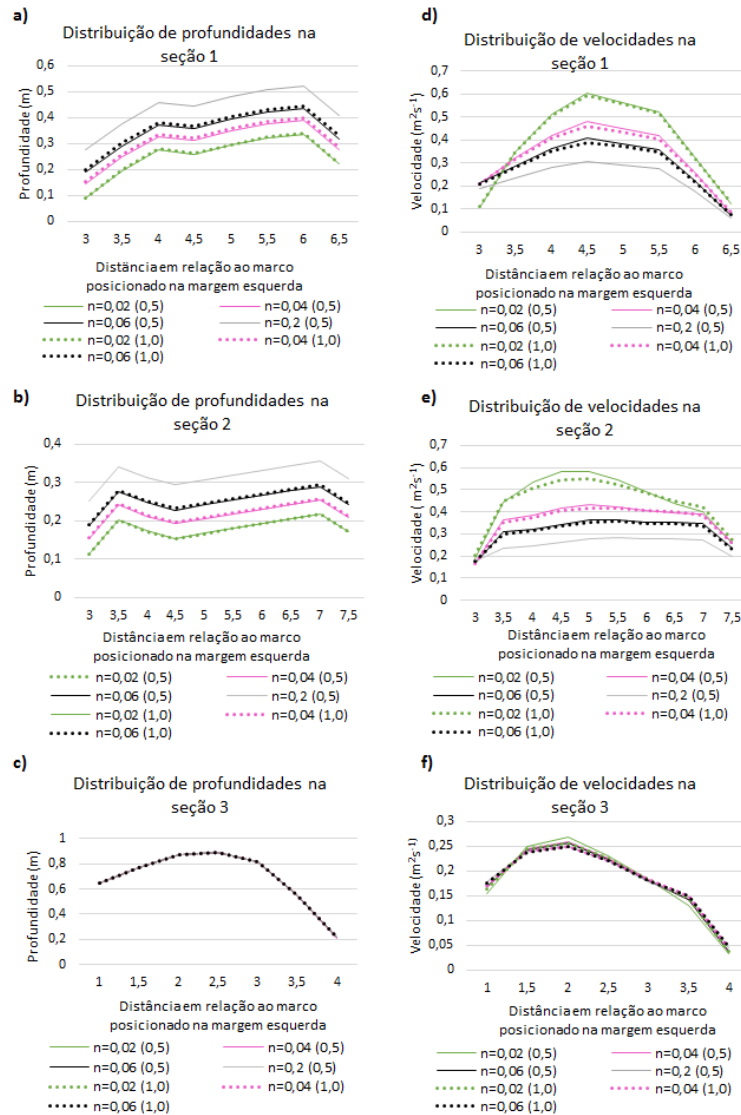 a)
Distribuição de profundidades na
seção 1
Profundidade (m)
0,6
0,5
0,4
0,3
0,2
0,1
0
3 3,5 4 4,5 5 5,5 6 6,5
Distânciaem relação ao marco
posicionado na margem esquerda
n=0,02 (0,5) n=0,04 (0,5)
n=0,06 (0,5) n=0,2 (0,5)
n=0,02 (1,0) n=0,04 (1,0)
n=0,06 (1,0)
d)
Distribuição de velocidades na
seção 1
Velocidade (m²s⁻¹)
0,7
0,6
0,5
0,4
0,3
0,2
0,1
0
3 3,5 4 4,5 5 5,5 6 6,5
Distânciaem relação ao marco
posicionado na margem esquerda
n=0,02 (0,5) n=0,04 (0,5)
n=0,06 (0,5) n=0,2 (0,5)
n=0,02 (1,0) n=0,04 (1,0)
n=0,06 (1,0)
b)
Distribuição de profundidades na
seção 2
Profundidade (m)
0,4
0,3
0,2
0,1
0
3 3,5 4 4,5 5 5,5 6 6,5 7 7,5
Distânciaem relação ao marco
posicionado na margem esquerda
n=0,02 (0,5) n=0,04 (0,5)
n=0,06 (0,5) n=0,2 (0,5)
n=0,02 (1,0) n=0,04 (1,0)
n=0,06 (1,0)
e)
Distribuição de velocidades na
seção 2
Velocidade ( m²s⁻¹)
0,7
0,6
0,5
0,4
0,3
0,2
0,1
0
3 3,5 4 4,5 5 5,5 6 6,5 7 7,5
Distânciaem relação ao marco
posicionado na margem esquerda
n=0,02 (0,5) n=0,04 (0,5)
n=0,06 (0,5) n=0,2 (0,5)
n=0,02 (1,0) n=0,04 (1,0)
n=0,06 (1,0)
c)
Distribuição de profundidades na
seção 3
Profundidade (m)
1
0,8
0,6
0,4
0,2
0
1 1,5 2 2,5 3 3,5 4
Distânciaem relação ao marco
posicionado na margem esquerda
n=0,02 (0,5) n=0,04 (0,5)
n=0,06 (0,5) n=0,2 (0,5)
n=0,02 (1,0) n=0,04 (1,0)
n=0,06 (1,0)
f)
Distribuição de velocidades na
seção 3
Velocidade (m²s⁻¹)
0,3
0,25
0,2
0,15
0,1
0,05
0
1 1,5 2 2,5 3 3,5 4
Distânciaem relação ao marco
posicionado na margem esquerda
n=0,02 (0,5) n=0,04 (0,5)
n=0,06 (0,5) n=0,2 (0,5)
n=0,02 (1,0) n=0,04 (1,0)
n=0,06 (1,0)